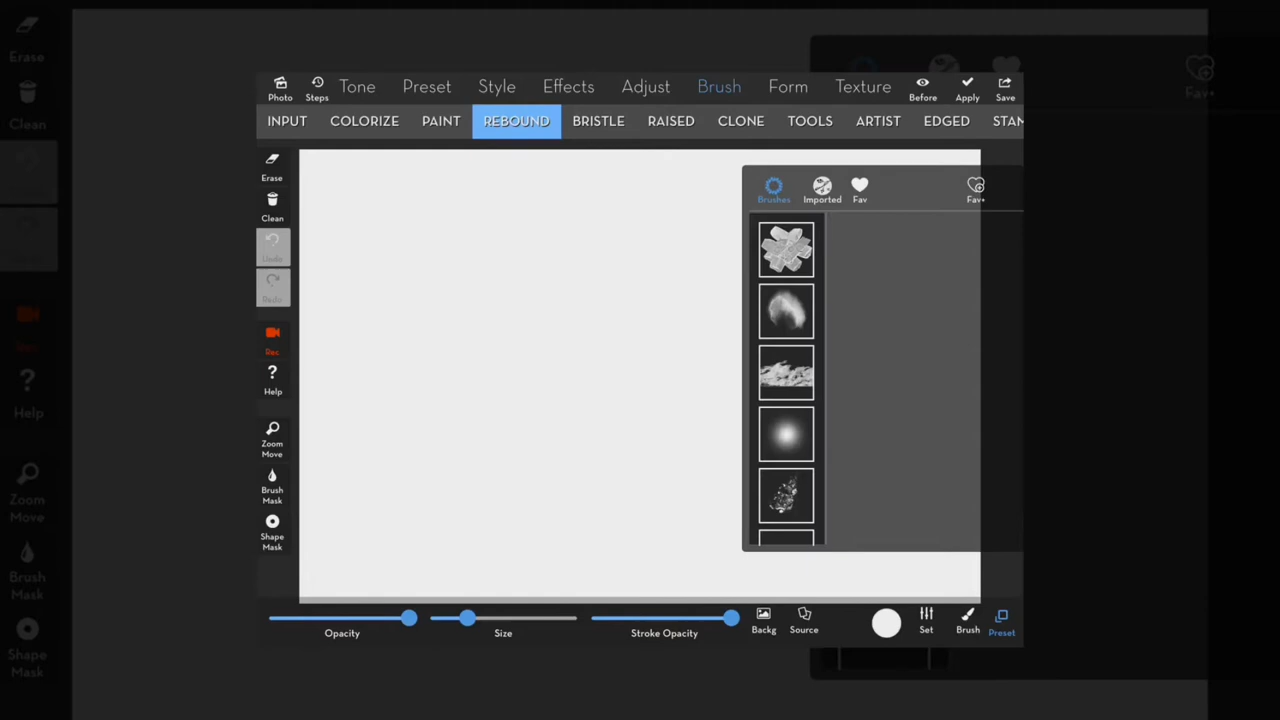 Photo Steps Tone Preset Style Effects Adjust Brush Form Texture Before Apply Save
INPUT COLORIZE PAINT REBOUND BRISTLE RAISED CLONE TOOLS ARTIST EDGED STAM
Erase
Clean
Undo
Redo
Rec
Help
Zoom
Move
Brush
Mask
Shape
Mask
Brushes Imported Fav Fav+
Opacity Size Stroke Opacity Backg Source Set Brush Preset
Erase
Clean
Rec
Help
Zoom
Move
Brush
Mask
Shape
Mask
Fav+